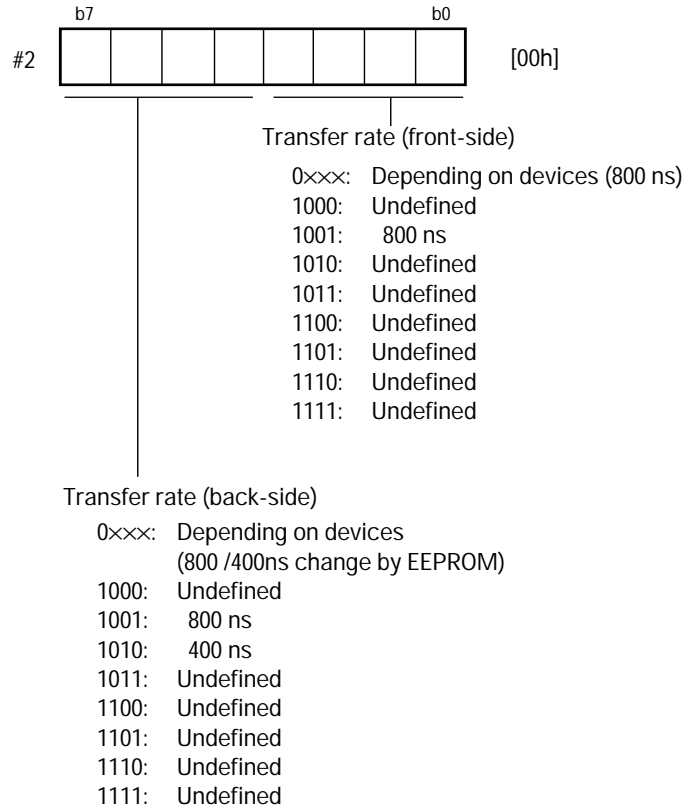 b7 b0
#2 [00h]
Transfer rate (front-side)
0×××: Depending on devices (800 ns)
1000: Undefined
1001: 800 ns
1010: Undefined
1011: Undefined
1100: Undefined
1101: Undefined
1110: Undefined
1111: Undefined
Transfer rate (back-side)
0×××: Depending on devices
(800 /400ns change by EEPROM)
1000: Undefined
1001: 800 ns
1010: 400 ns
1011: Undefined
1100: Undefined
1101: Undefined
1110: Undefined
1111: Undefined